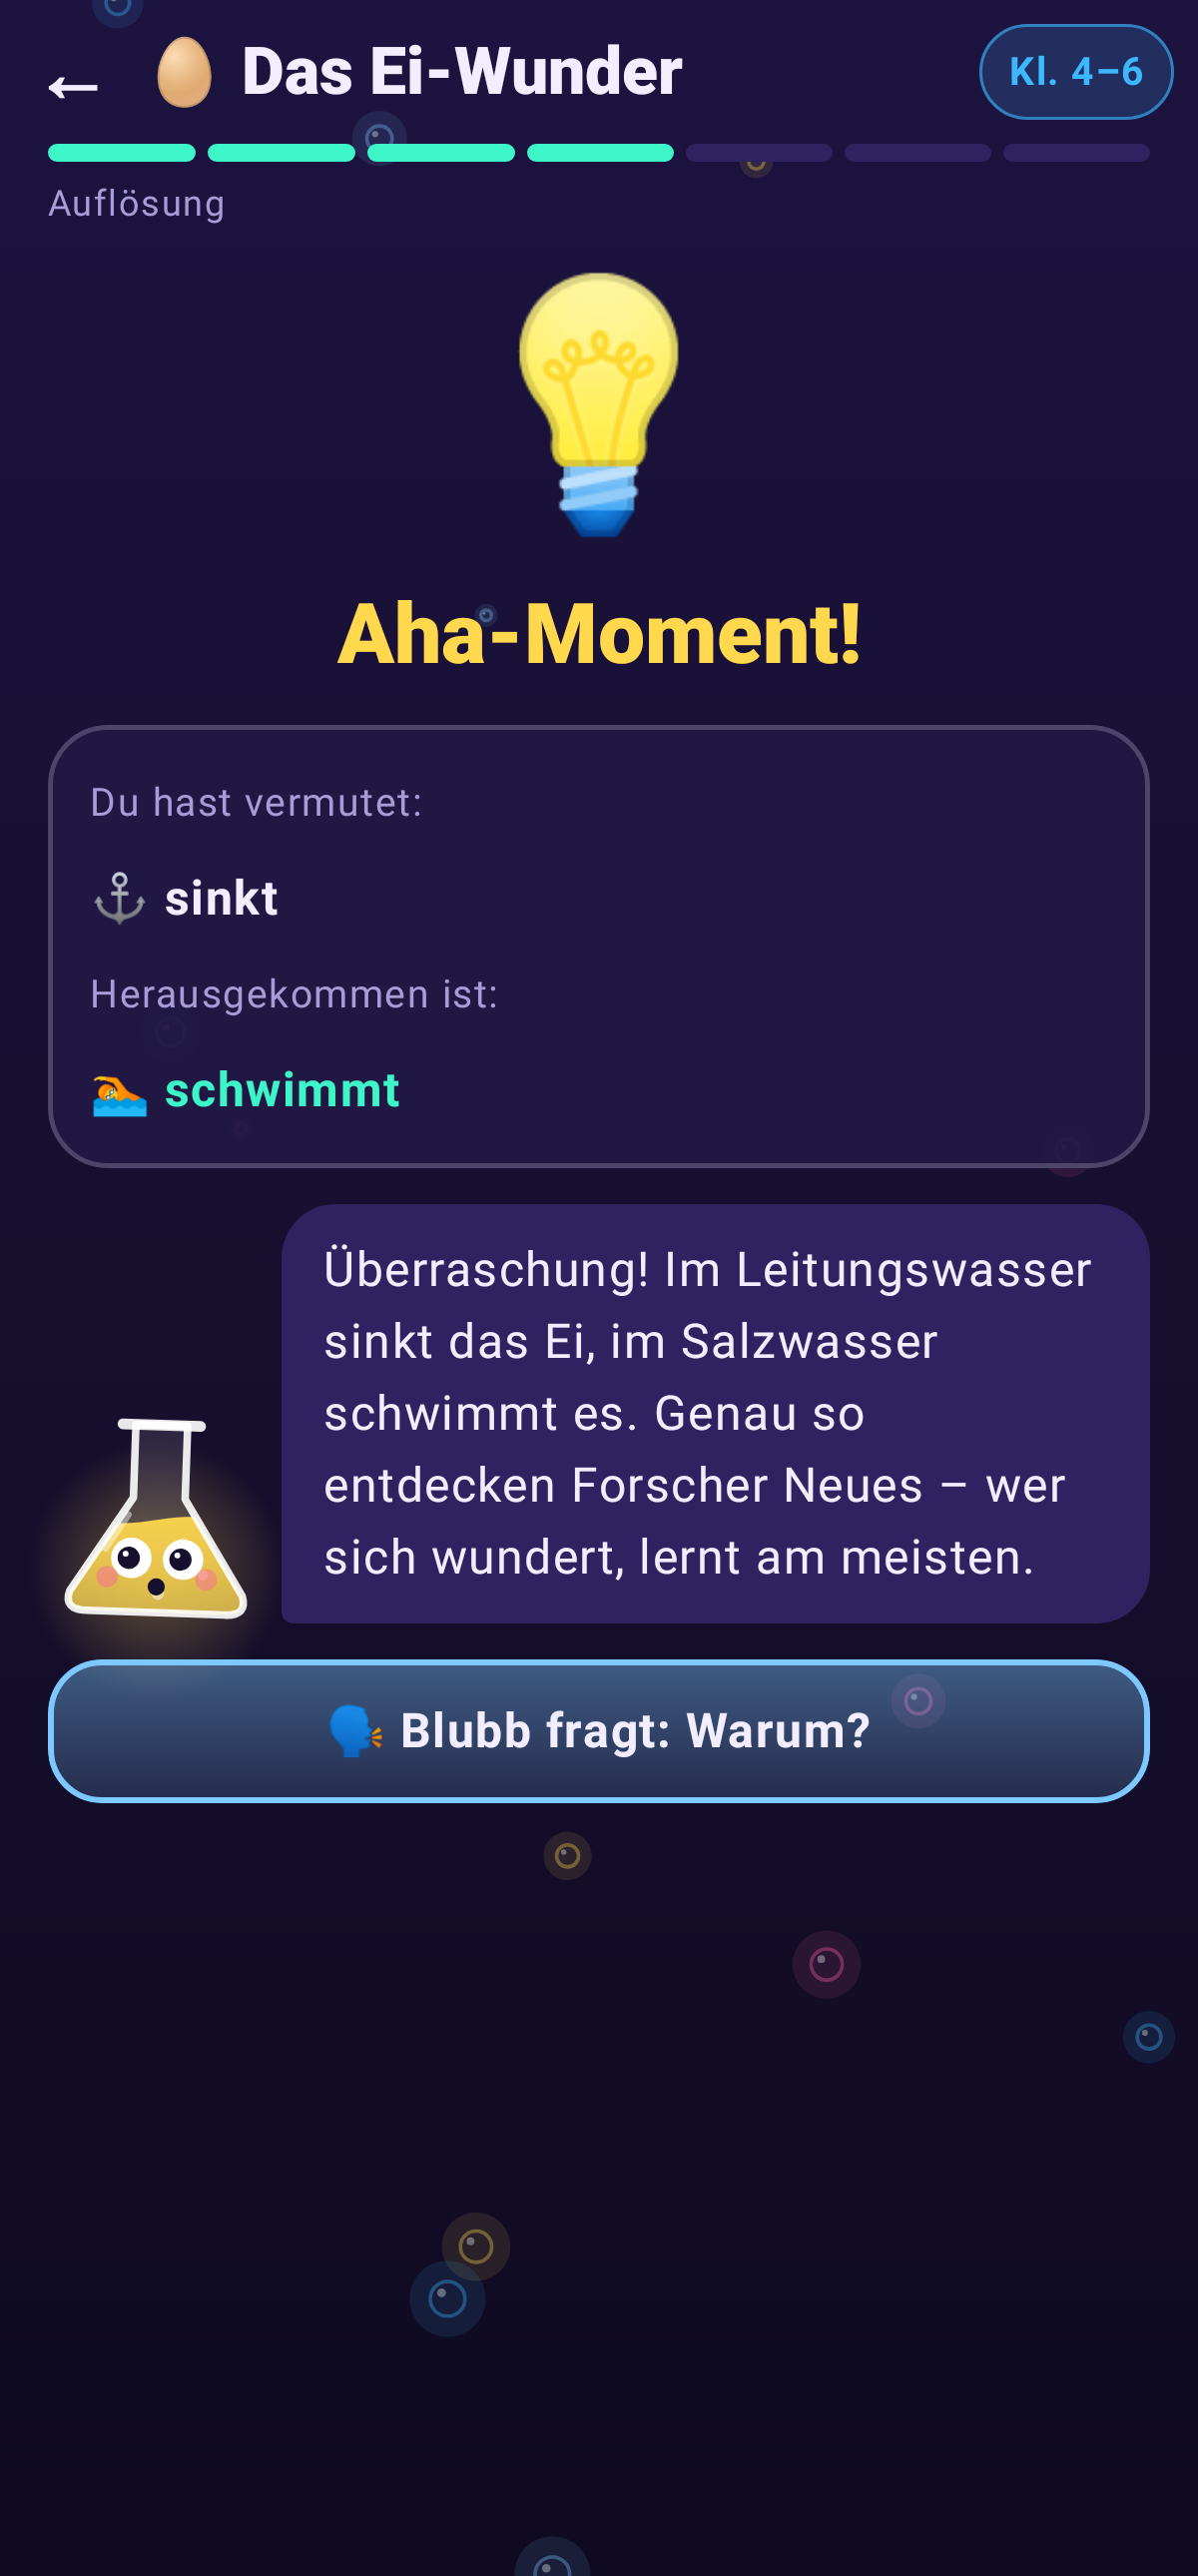 ← Das Ei-Wunder
Kl. 4–6
Auflösung
Aha-Moment!
Du hast vermutet:
sinkt
Herausgekommen ist:
schwimmt
Überraschung! Im Leitungswasser
sinkt das Ei, im Salzwasser
schwimmt es. Genau so
entdecken Forscher Neues – wer
sich wundert, lernt am meisten.
Blubb fragt: Warum?